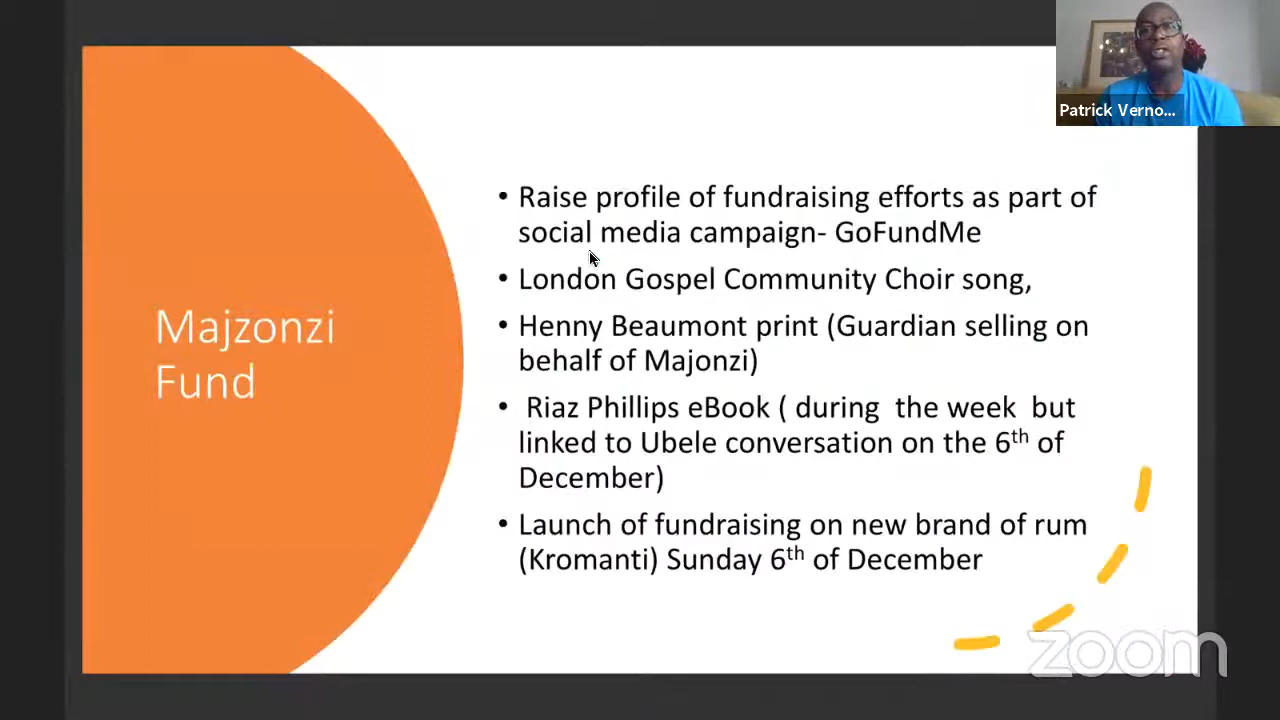 Patrick Verno...
Majzonzi
Fund
• Raise profile of fundraising efforts as part of
social media campaign- GoFundMe
• London Gospel Community Choir song,
• Henny Beaumont print (Guardian selling on
behalf of Majonzi)
• Riaz Phillips eBook ( during the week but
linked to Ubele conversation on the 6th of
December)
• Launch of fundraising on new brand of rum
(Kromanti) Sunday 6th of December
zoom